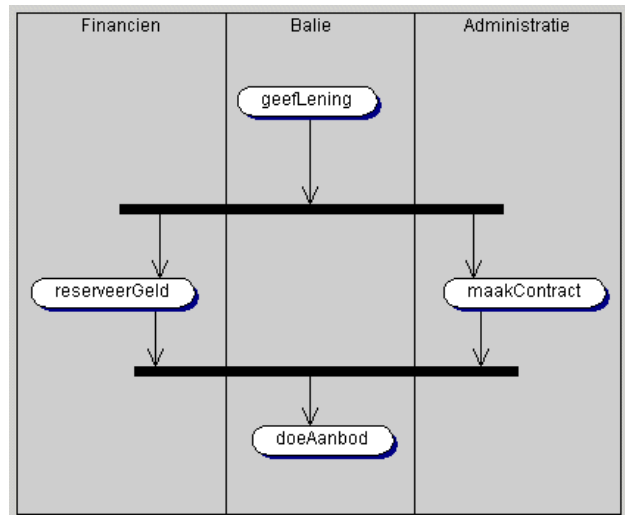 Financien
Balie
Administratie
geefLening
reserveerGeld
maakContract
doeAanbod